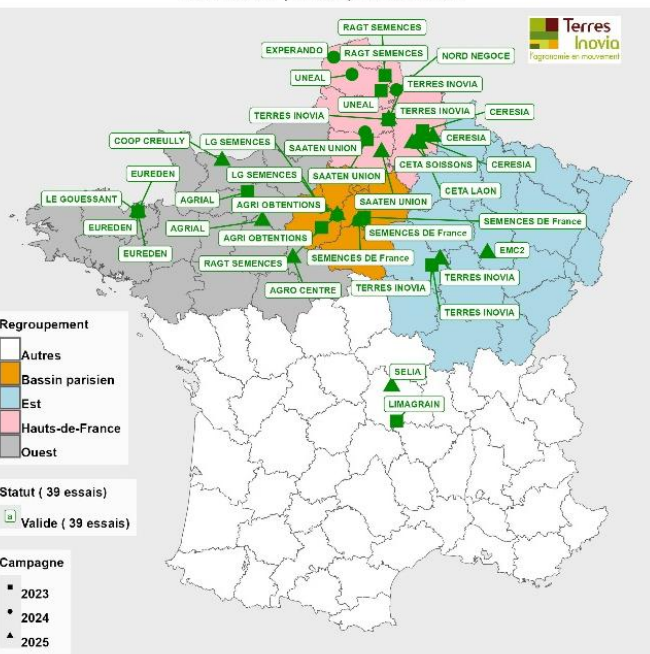 RAGT SEMENCES
Terres
Inovia
l'agronomie en mouvement
EXPERANDO
RAGT SEMENCES
NORD NEGOCE
UNEAL
TERRES INOVIA
UNEAL
TERRES INOVIA
TERRES INOVIA
CERESIA
COOP CREULLY
LG SEMENCES
SAATEN UNION
CERESIA
EUREDEN
LG SEMENCES
SAATEN UNION
CETA SOISSONS
CERESIA
LE GOUESSANT
AGRIAL
AGRI OBTENTIONS
SAATEN UNION
CETA LAON
EUREDEN
AGRIAL
AGRI OBTENTIONS
SEMENCES DE France
SEMENCES DE France
EUREDEN
RAGT SEMENCES
SEMENCES DE France
EMC2
AGRO CENTRE
TERRES INOVIA
TERRES INOVIA
TERRES INOVIA
SELIA
LIMAGRAIN
Regroupement
Autres
Bassin parisien
Est
Hauts-de-France
Ouest
Statut ( 39 essais)
a Valide ( 39 essais)
Campagne
2023
2024
2025